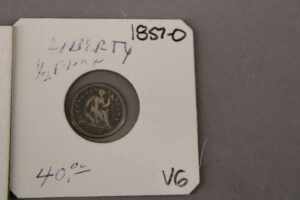 1857-O
LIBERTY
1/2 DIME
40.00
VG